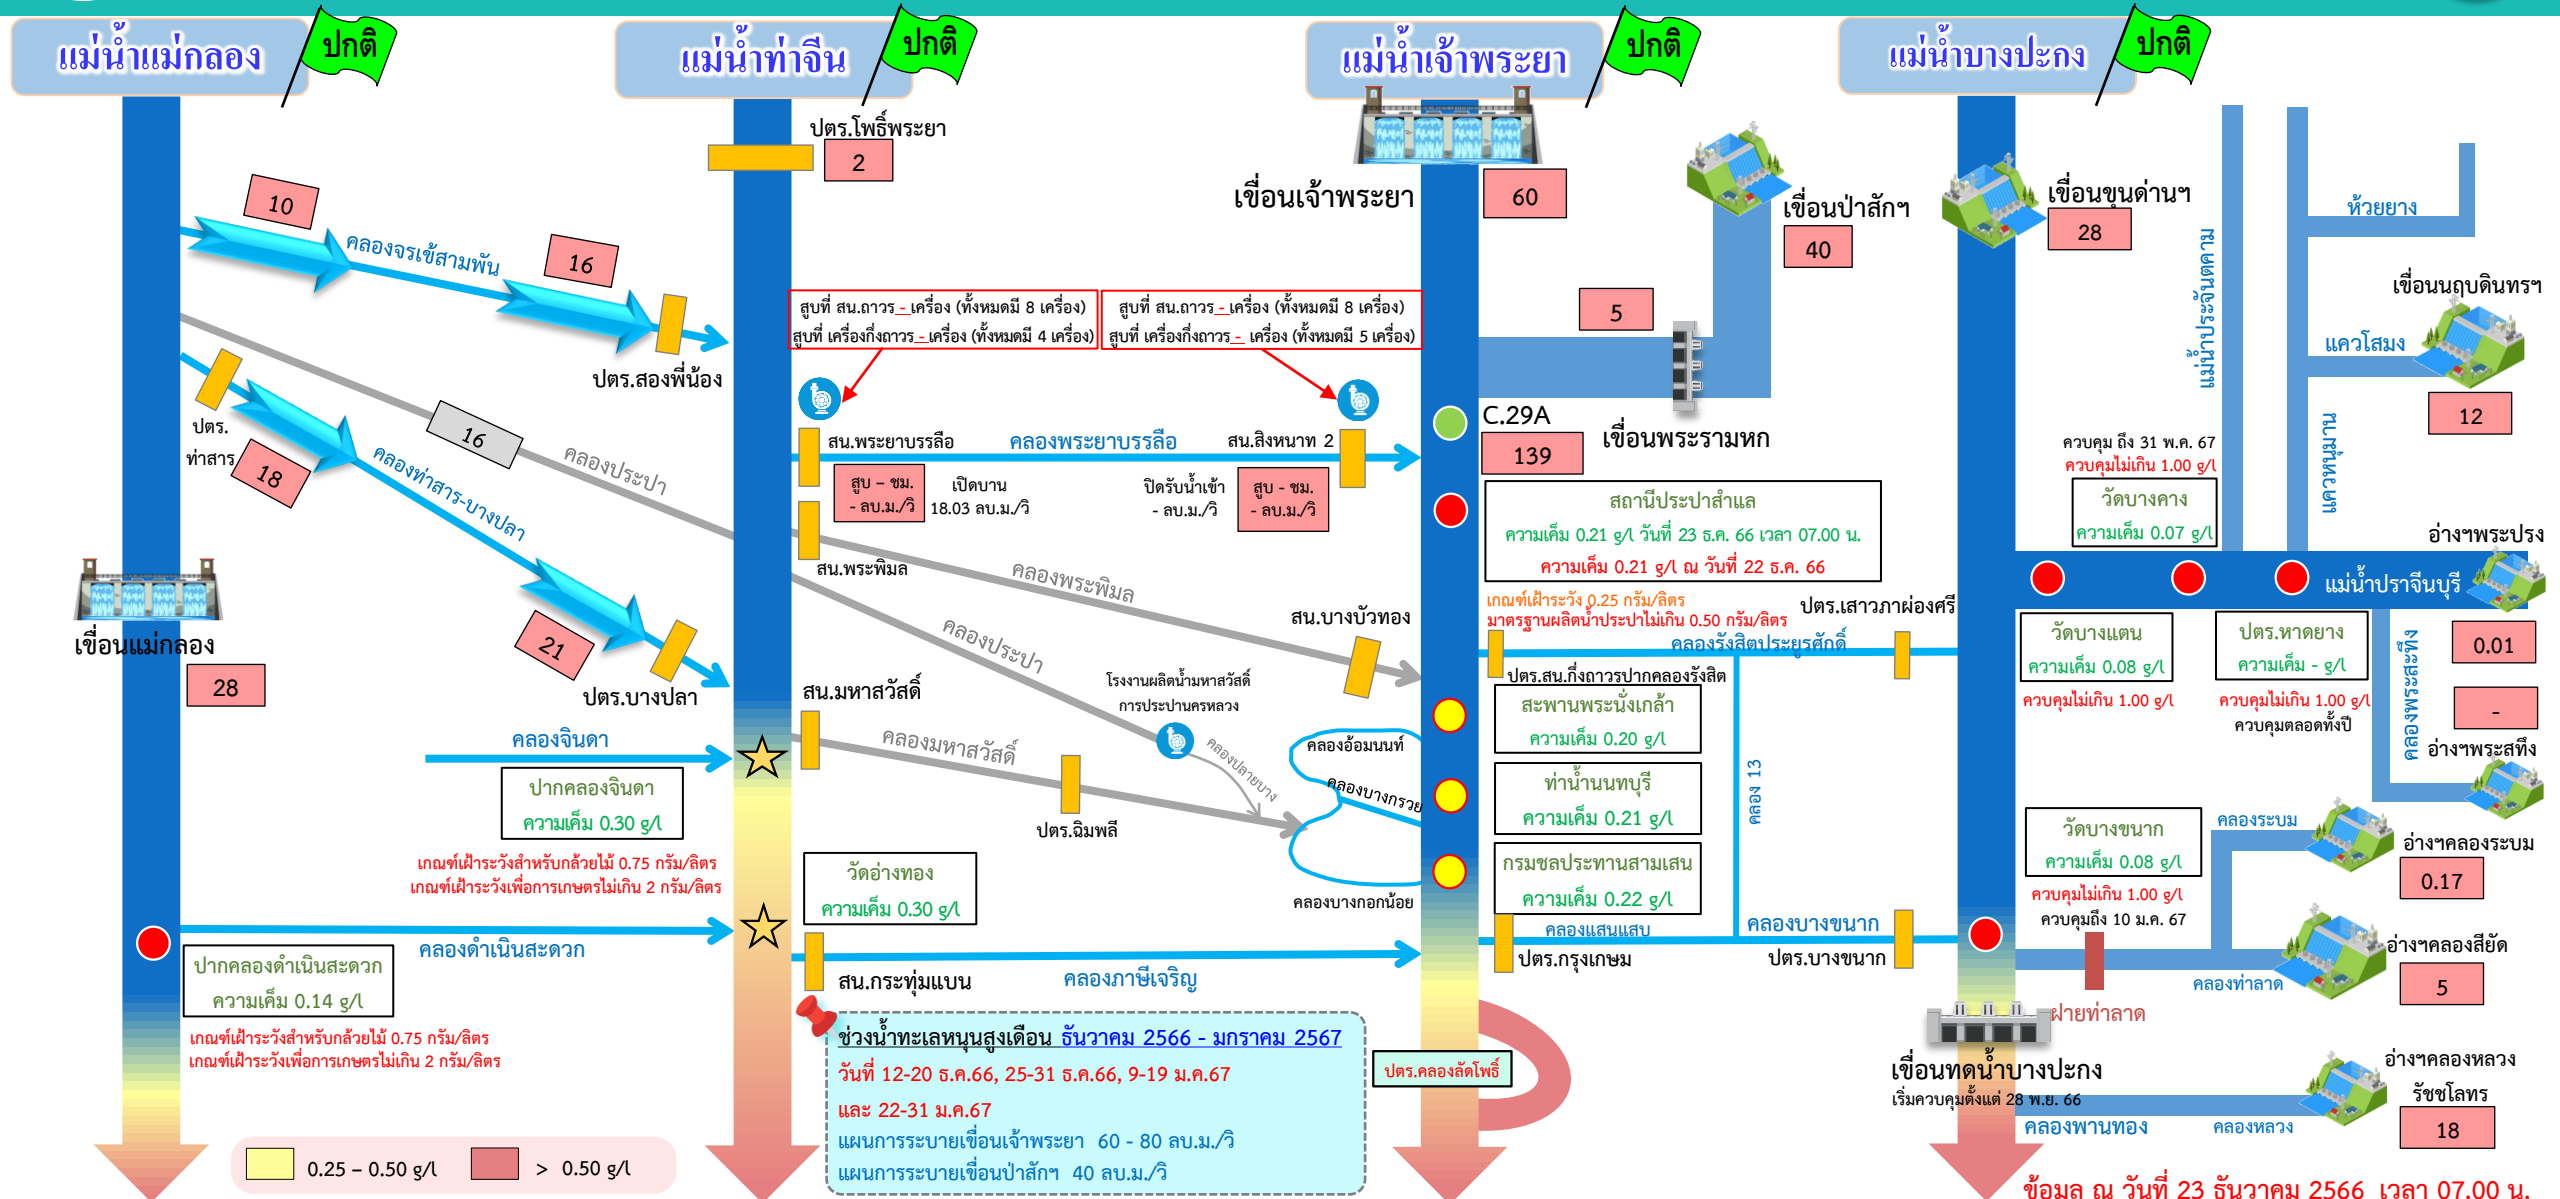 แม่น้ำแม่กลอง
ปกติ
แม่น้ำท่าจีน
ปกติ
แม่น้ำเจ้าพระยา
ปกติ
แม่น้ำบางปะกง
ปกติ
10
คลองจรเข้สามพัน
16
ปตร.สองพี่น้อง
ปตร.
ท่าสาร
18
คลองท่าสาร-บางปลา
21
ปตร.บางปลา
16
คลองประปา
เขื่อนแม่กลอง
28
คลองจินดา
ปากคลองจินดา
ความเค็ม 0.30 g/l
เกณฑ์เฝ้าระวังสำหรับกล้วยไม้ 0.75 กรัม/ลิตร
เกณฑ์เฝ้าระวังเพื่อการเกษตรไม่เกิน 2 กรัม/ลิตร
คลองดำเนินสะดวก
ปากคลองดำเนินสะดวก
ความเค็ม 0.14 g/l
เกณฑ์เฝ้าระวังสำหรับกล้วยไม้ 0.75 กรัม/ลิตร
เกณฑ์เฝ้าระวังเพื่อการเกษตรไม่เกิน 2 กรัม/ลิตร
0.25 – 0.50 g/l
> 0.50 g/l
ปตร.โพธิ์พระยา
2
สูบที่ สน.ถาวร - เครื่อง (ทั้งหมดมี 8 เครื่อง)
สูบที่ เครื่องกึ่งถาวร - เครื่อง (ทั้งหมดมี 4 เครื่อง)
สูบที่ สน.ถาวร - เครื่อง (ทั้งหมดมี 8 เครื่อง)
สูบที่ เครื่องกึ่งถาวร - เครื่อง (ทั้งหมดมี 5 เครื่อง)
สน.พระยาบรรลือ
คลองพระยาบรรลือ
สน.สิงหนาท 2
สูบ – ชม.
- ลบ.ม./วิ
เปิดบาน
18.03 ลบ.ม./วิ
ปิดรับน้ำเข้า
- ลบ.ม./วิ
สูบ - ชม.
- ลบ.ม./วิ
สน.พระพิมล
คลองพระพิมล
สน.บางบัวทอง
คลองประปา
โรงงานผลิตน้ำมหาสวัสดิ์
การประปานครหลวง
สน.มหาสวัสดิ์
คลองมหาสวัสดิ์
คลองปลายบาง
ปตร.ฉิมพลี
คลองอ้อมนนท์
คลองบางกรวย
คลองบางกอกน้อย
วัดอ่างทอง
ความเค็ม 0.30 g/l
สน.กระทุ่มแบน
คลองภาษีเจริญ
ช่วงน้ำทะเลหนุนสูงเดือน ธันวาคม 2566 - มกราคม 2567
วันที่ 12-20 ธ.ค.66, 25-31 ธ.ค.66, 9-19 ม.ค.67
และ 22-31 ม.ค.67
แผนการระบายเขื่อนเจ้าพระยา 60 - 80 ลบ.ม./วิ
แผนการระบายเขื่อนป่าสักฯ 40 ลบ.ม./วิ
เขื่อนเจ้าพระยา
60
เขื่อนป่าสักฯ
40
5
เขื่อนพระรามหก
C.29A
139
สถานีประปาสำแล
ความเค็ม 0.21 g/l วันที่ 23 ธ.ค. 66 เวลา 07.00 น.
ความเค็ม 0.21 g/l ณ วันที่ 22 ธ.ค. 66
เกณฑ์เฝ้าระวัง 0.25 กรัม/ลิตร
มาตรฐานผลิตน้ำประปาไม่เกิน 0.50 กรัม/ลิตร
ปตร.เสาวภาผ่องศรี
คลองรังสิตประยูรศักดิ์
ปตร.สน.กึ่งถาวรปากคลองรังสิต
สะพานพระนั่งเกล้า
ความเค็ม 0.20 g/l
ท่าน้ำนนทบุรี
ความเค็ม 0.21 g/l
กรมชลประทานสามเสน
ความเค็ม 0.22 g/l
คลอง 13
คลองแสนแสบ
ปตร.กรุงเกษม
คลองบางขนาก
ปตร.บางขนาก
ปตร.คลองลัดโพธิ์
เขื่อนขุนด่านฯ
28
แม่น้ำประจันตคาม
ห้วยยาง
เขื่อนนฤบดินทรฯ
แควโสมง
12
แควหนุมาน
ควบคุม ถึง 31 พ.ค. 67
ควบคุมไม่เกิน 1.00 g/l
วัดบางคาง
ความเค็ม 0.07 g/l
อ่างฯพระปรง
แม่น้ำปราจีนบุรี
0.01
วัดบางแตน
ความเค็ม 0.08 g/l
ควบคุมไม่เกิน 1.00 g/l
ปตร.หาดยาง
ความเค็ม - g/l
ควบคุมไม่เกิน 1.00 g/l
ควบคุมตลอดทั้งปี
คลองพระสะทึง
-
อ่างฯพระสทึง
วัดบางขนาก
ความเค็ม 0.08 g/l
ควบคุมไม่เกิน 1.00 g/l
ควบคุมถึง 10 ม.ค. 67
คลองระบม
อ่างฯคลองระบม
0.17
อ่างฯคลองสียัด
5
คลองท่าลาด
ฝายท่าลาด
เขื่อนทดน้ำบางปะกง
เริ่มควบคุมตั้งแต่ 28 พ.ย. 66
คลองพานทอง
คลองหลวง
อ่างฯคลองหลวง
รัชชโลทร
18
ข้อมูล ณ วันที่ 23 ธันวาคม 2566 เวลา 07.00 น.